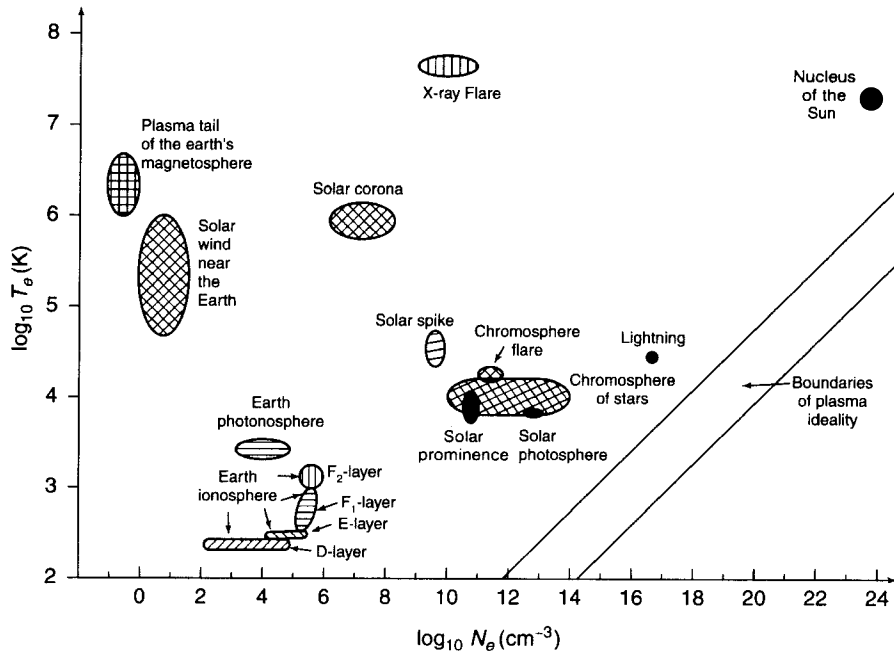 8
7
6
5
4
3
2
log₁₀ Tₑ (K)
X-ray Flare
Nucleus
of the
Sun
Plasma tail
of the earth's
magnetosphere
Solar corona
Solar
wind
near
the
Earth
Solar spike
Chromosphere
flare
Lightning
Chromosphere
of stars
Boundaries
of plasma
ideality
Earth
photonosphere
Solar
prominence
Solar
photosphere
Earth
ionosphere
F₂-layer
F₁-layer
E-layer
D-layer
0 2 4 6 8 10 12 14 16 18 20 22 24
log₁₀ Nₑ (cm⁻³)